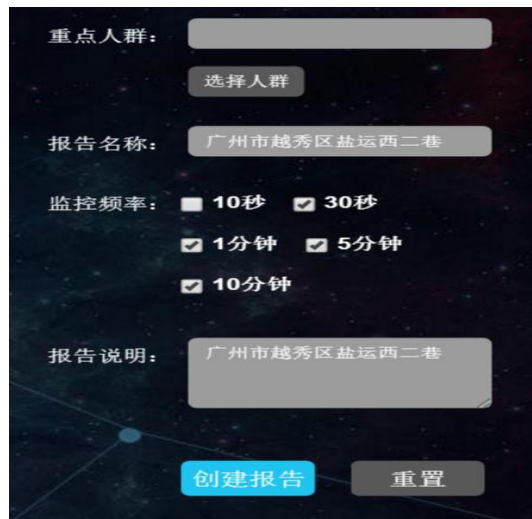 重点人群：
选择人群
报告名称： 广州市越秀区盐运西二巷
监控频率： 10秒 30秒
1分钟 5分钟
10分钟
报告说明： 广州市越秀区盐运西二巷
创建报告 重置